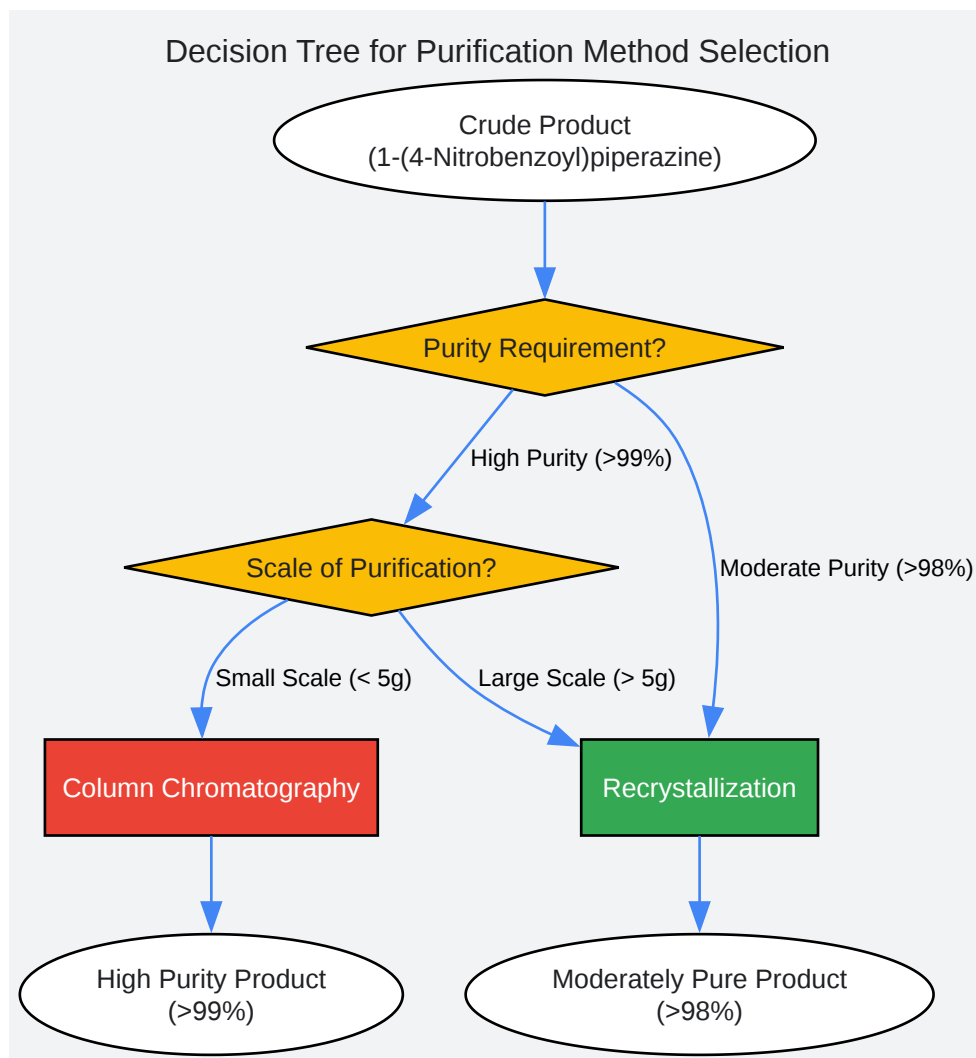 Decision Tree for Purification Method Selection
Crude Product
(1-(4-Nitrobenzoyl)piperazine)
Purity Requirement?
High Purity (>99%)
Scale of Purification?
Moderate Purity (>98%)
Small Scale (< 5g)
Large Scale (> 5g)
Column Chromatography
Recrystallization
High Purity Product
(>99%)
Moderately Pure Product
(>98%)